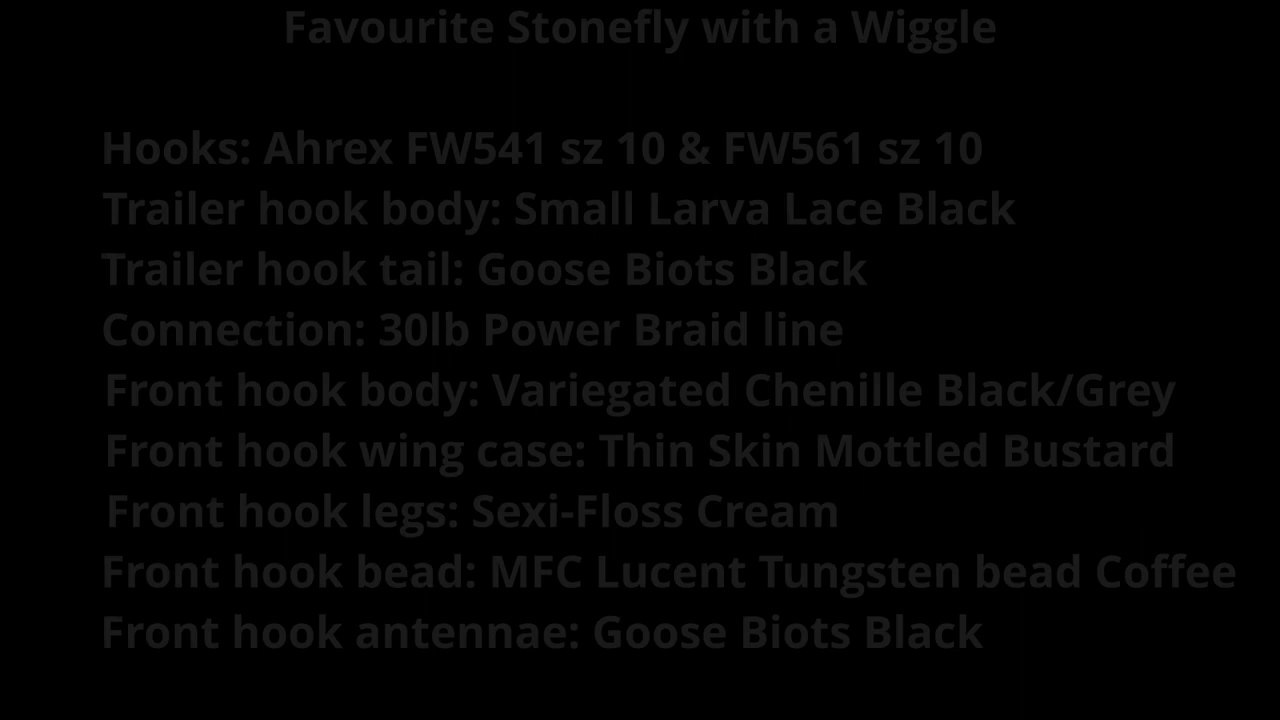 Favourite Stonefly with a Wiggle
Hooks: Ahrex FW541 sz 10 & FW561 sz 10
Trailer hook body: Small Larva Lace Black
Trailer hook tail: Goose Biots Black
Connection: 30lb Power Braid line
Front hook body: Variegated Chenille Black/Grey
Front hook wing case: Thin Skin Mottled Bustard
Front hook legs: Sexi-Floss Cream
Front hook bead: MFC Lucent Tungsten bead Coffee
Front hook antennae: Goose Biots Black